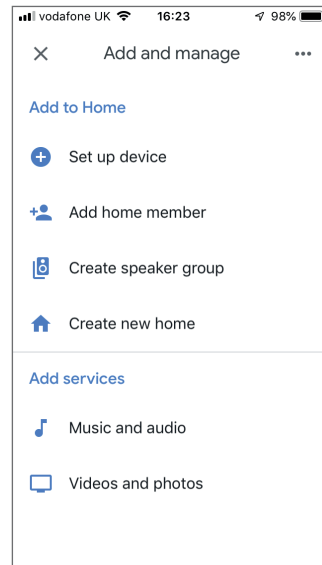 vodafone UK 16:23 98%
Add and manage
Add to Home
Set up device
Add home member
Create speaker group
Create new home
Add services
Music and audio
Videos and photos